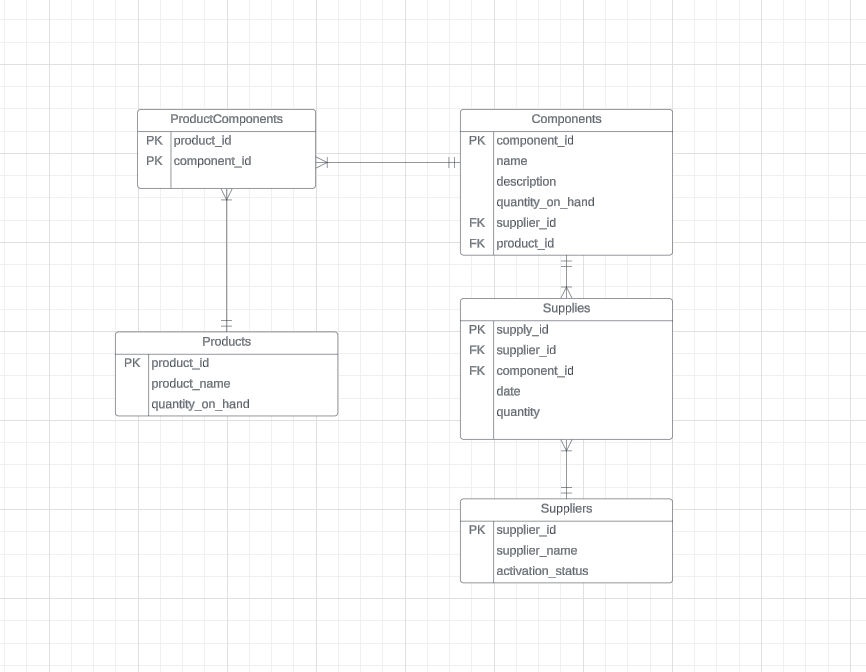 ProductComponents
PK product_id
PK component_id
Components
PK component_id
name
description
quantity_on_hand
FK supplier_id
FK product_id
Supplies
PK supply_id
FK supplier_id
FK component_id
date
quantity
Products
PK product_id
product_name
quantity_on_hand
Suppliers
PK supplier_id
supplier_name
activation_status